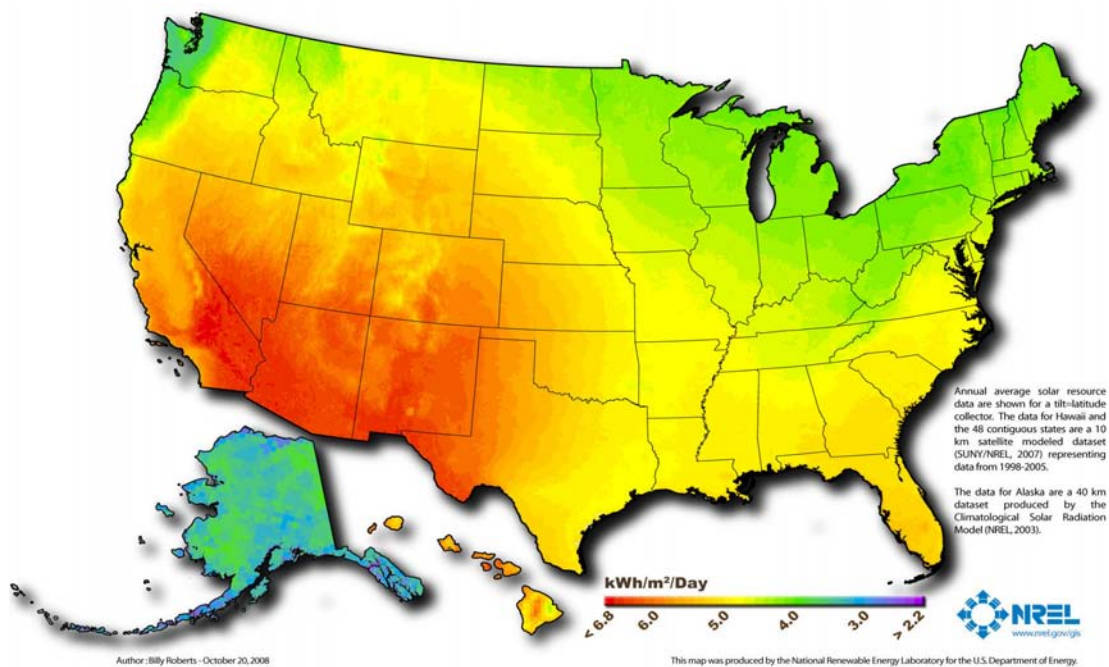 Annual average solar resource
data are shown for a tilt=latitude
collector. The data for Hawaii and
the 48 contiguous states are a 10
km satellite modeled dataset
(SUNY/NREL, 2007) representing
data from 1998-2005.
The data for Alaska are a 40 km
dataset produced by the
Climatological Solar Radiation
Model (NREL, 2003).
kWh/m²/Day
< 6.8 6.0 5.0 4.0 3.0 > 2.2
NREL
www.nrel.gov/gis
Author : Billy Roberts - October 20, 2008
This map was produced by the National Renewable Energy Laboratory for the U.S. Department of Energy.